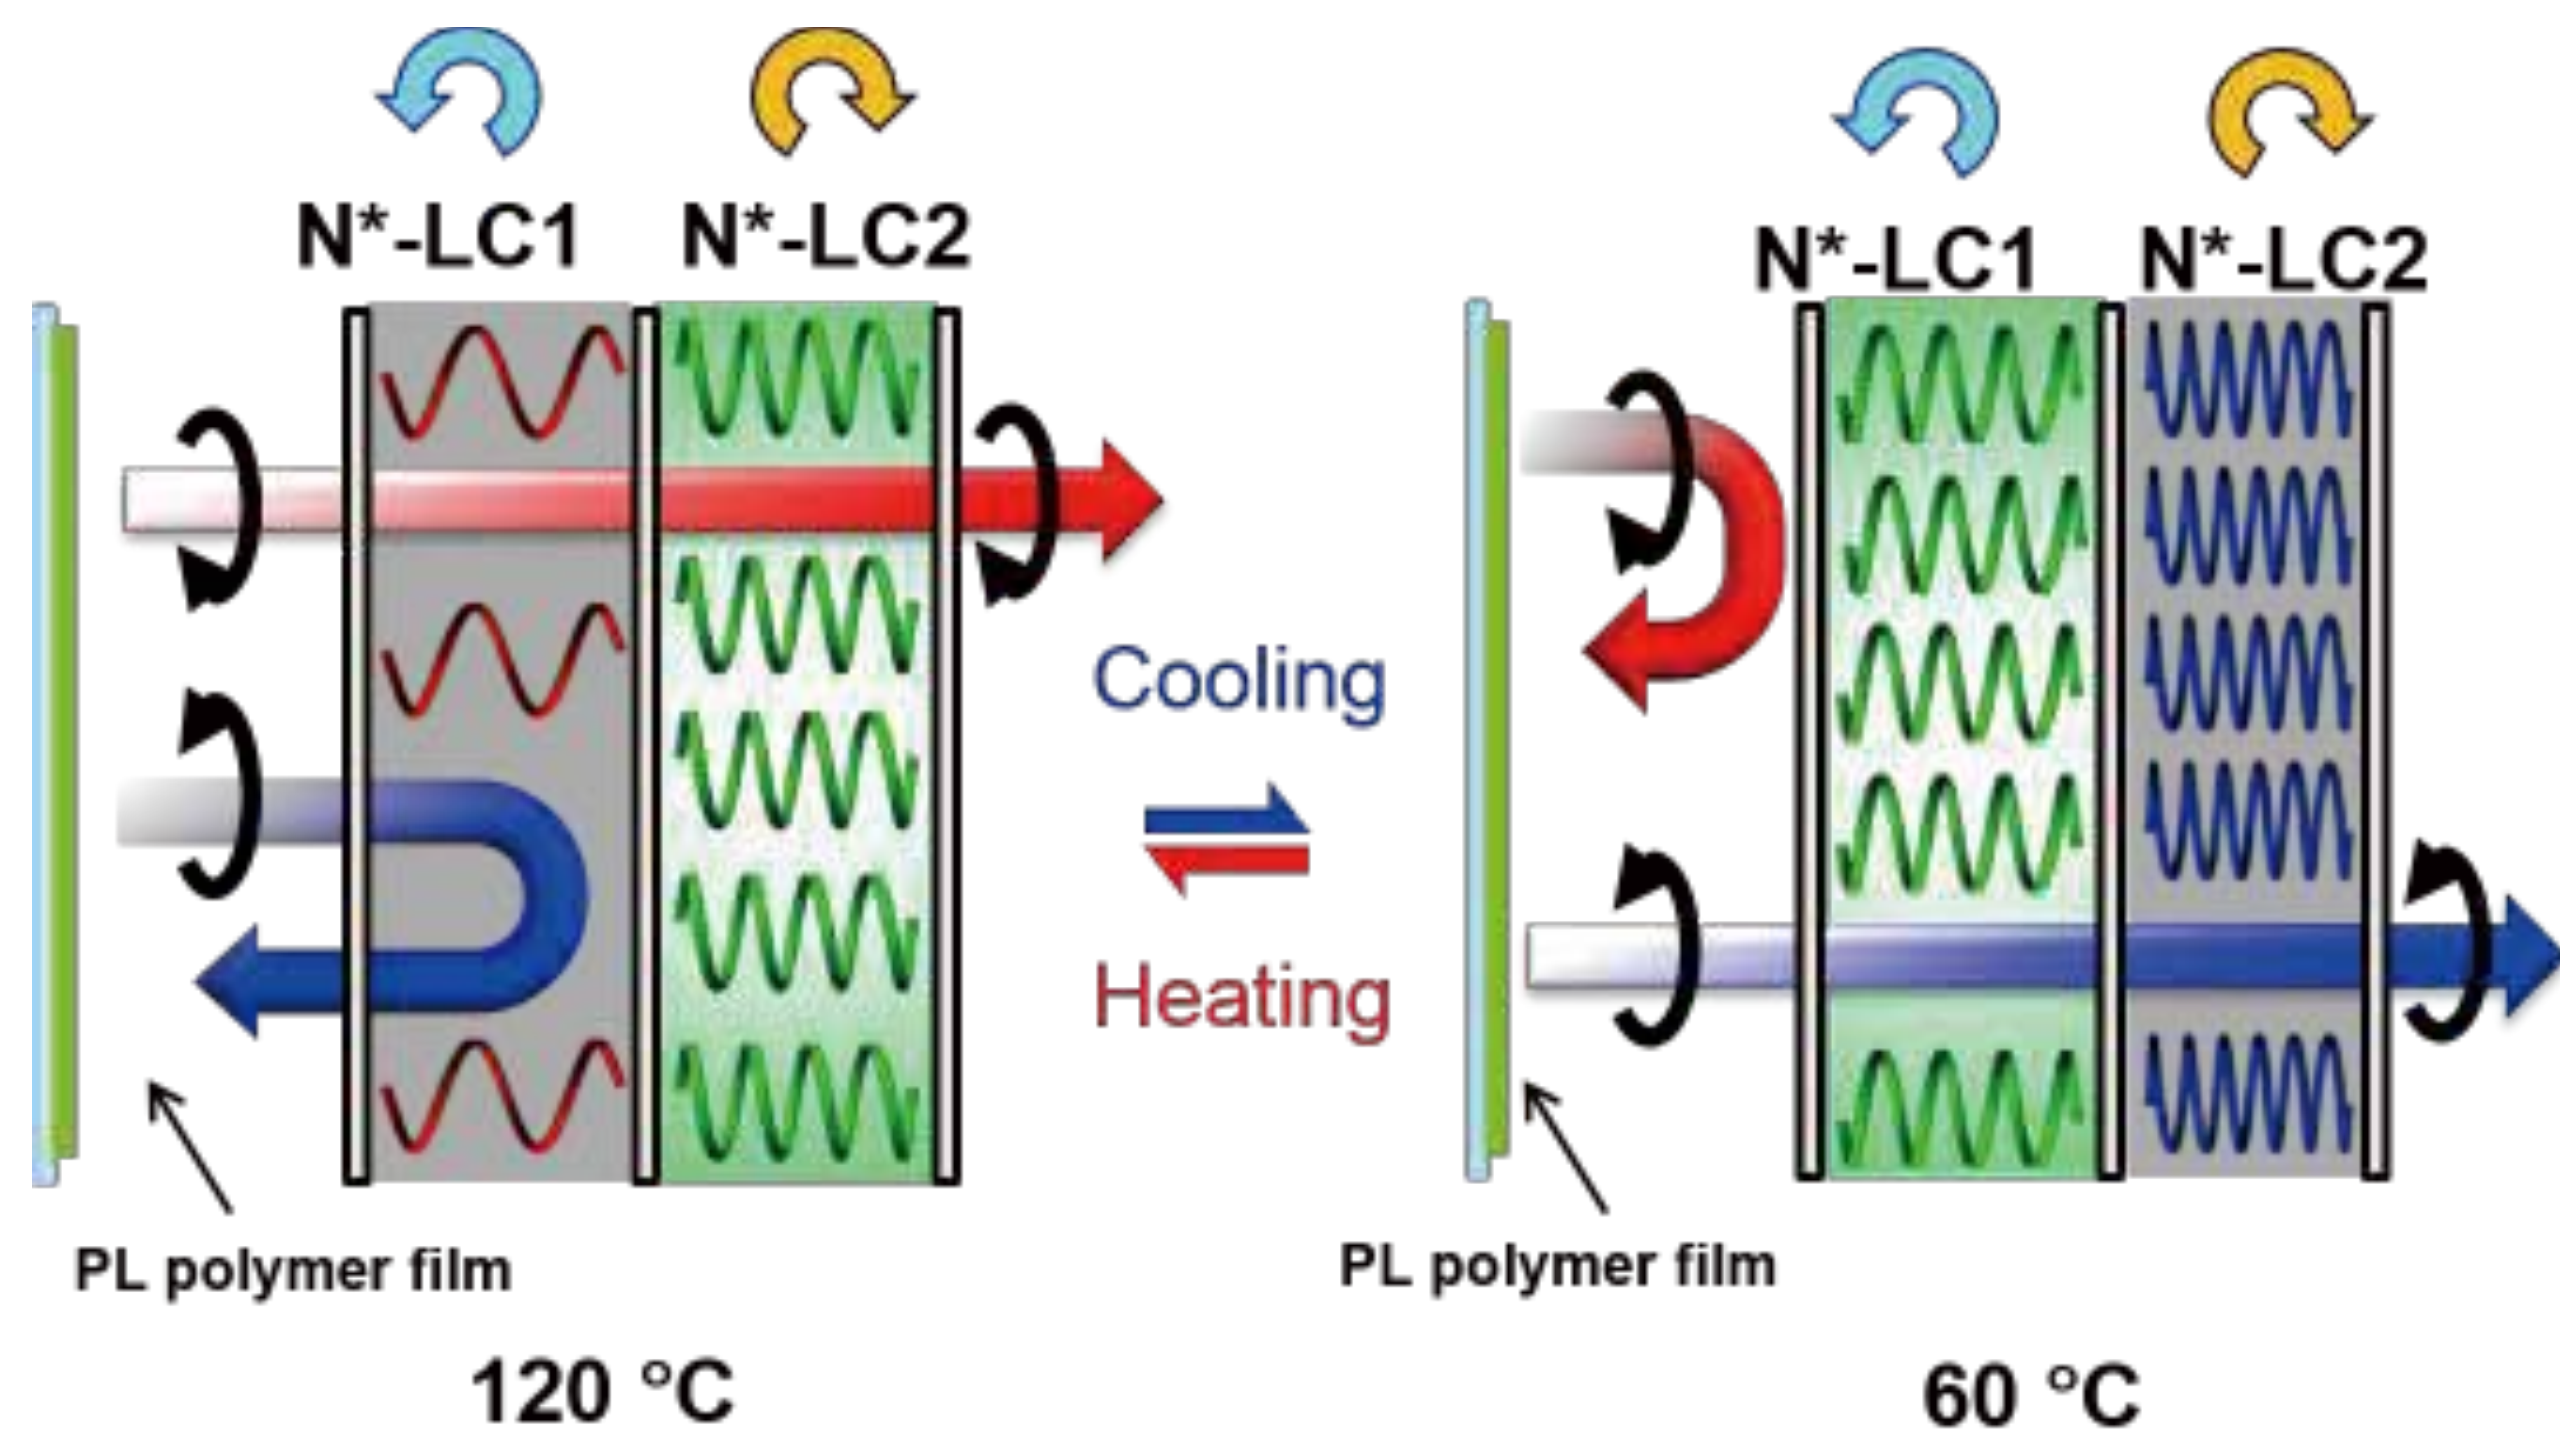 N*-LC1 N*-LC2
N*-LC1 N*-LC2
Cooling
Heating
PL polymer film
PL polymer film
120 °C
60 °C